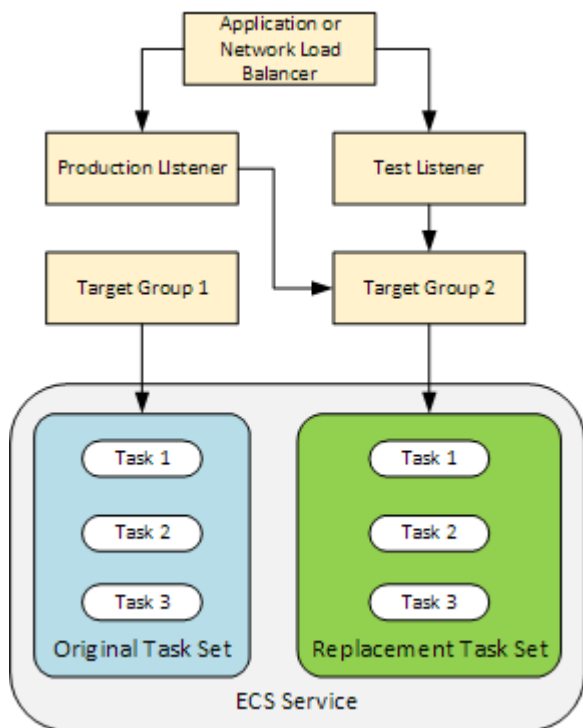 Application or
Network Load
Balancer
Production LIstener
Test Listener
Target Group 1
Target Group 2
Task 1
Task 2
Task 3
Original Task Set
Task 1
Task 2
Task 3
Replacement Task Set
ECS Service